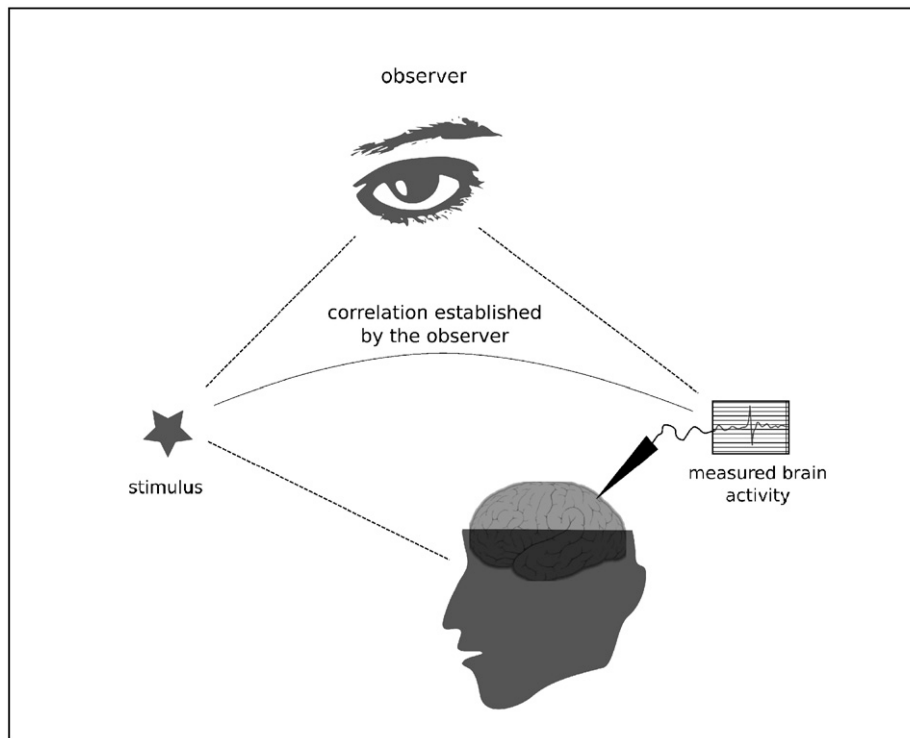 observer
correlation established
by the observer
stimulus
measured brain
activity